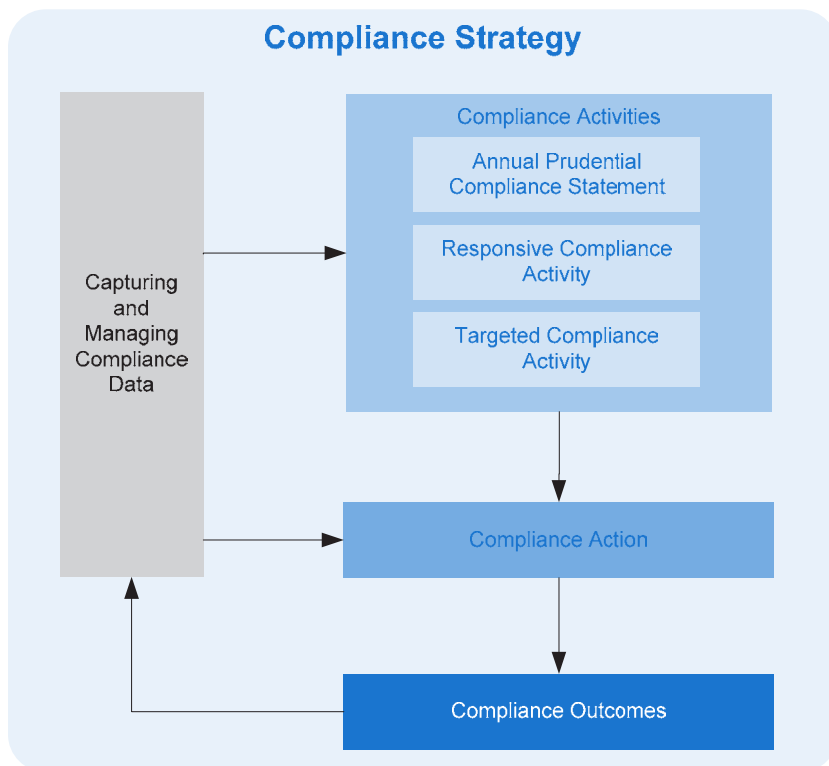 Compliance Strategy
Capturing
and
Managing
Compliance
Data
Compliance Activities
Annual Prudential
Compliance Statement
Responsive Compliance
Activity
Targeted Compliance
Activity
Compliance Action
Compliance Outcomes